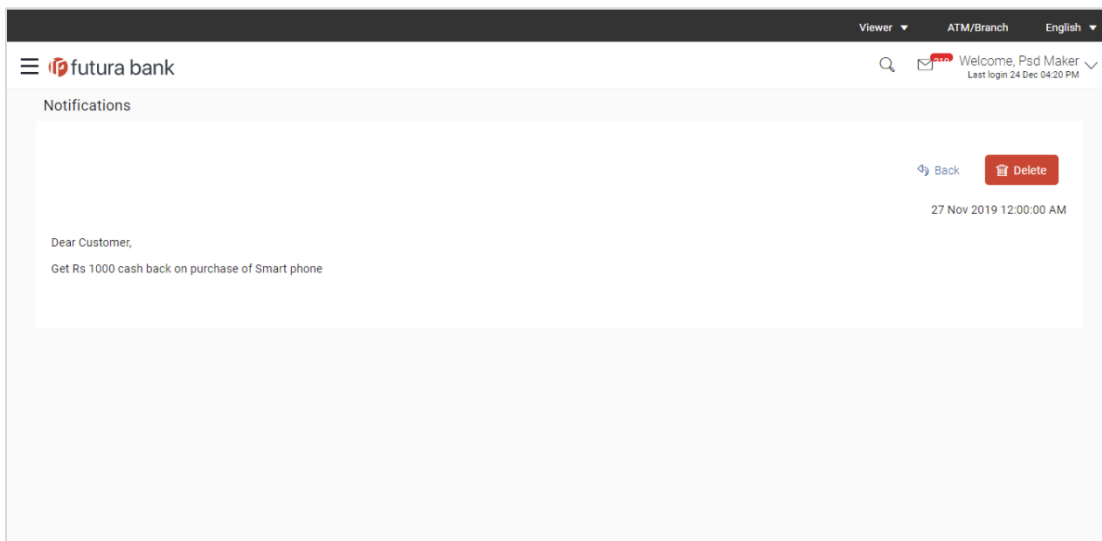 Viewer ATM/Branch English
futura bank
Welcome, Psd Maker
Last login 24 Dec 04:20 PM
Notifications
Back Delete
27 Nov 2019 12:00:00 AM
Dear Customer,
Get Rs 1000 cash back on purchase of Smart phone